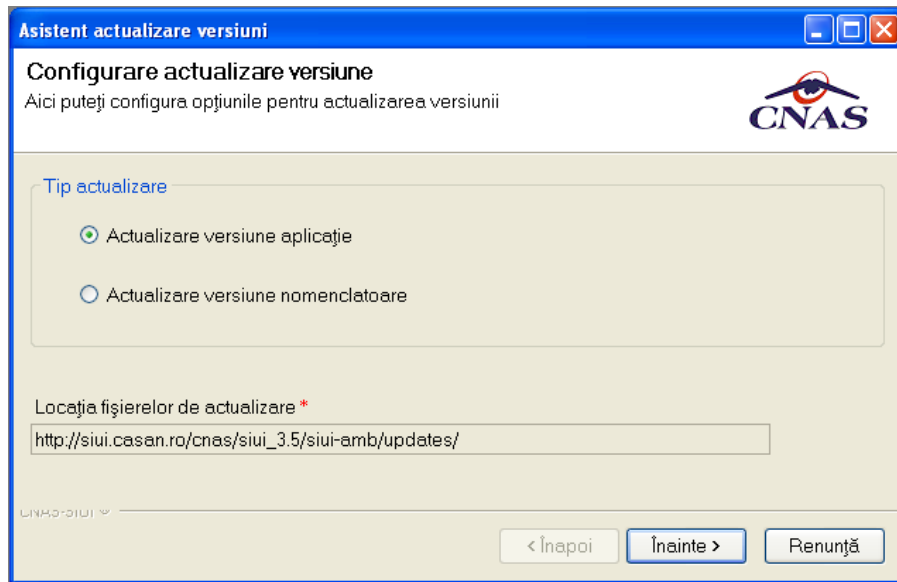 Asistent actualizare versiuni
Configurare actualizare versiune
Aici puteţi configura opţiunile pentru actualizarea versiunii
CNAS
Tip actualizare
Actualizare versiune aplicaţie
Actualizare versiune nomenclatoare
Locaţia fişierelor de actualizare *
http://siui.casan.ro/cnas/siui_3.5/siui-amb/updates/
CNAS-SIUI ©
< Înapoi
Înainte >
Renunţă